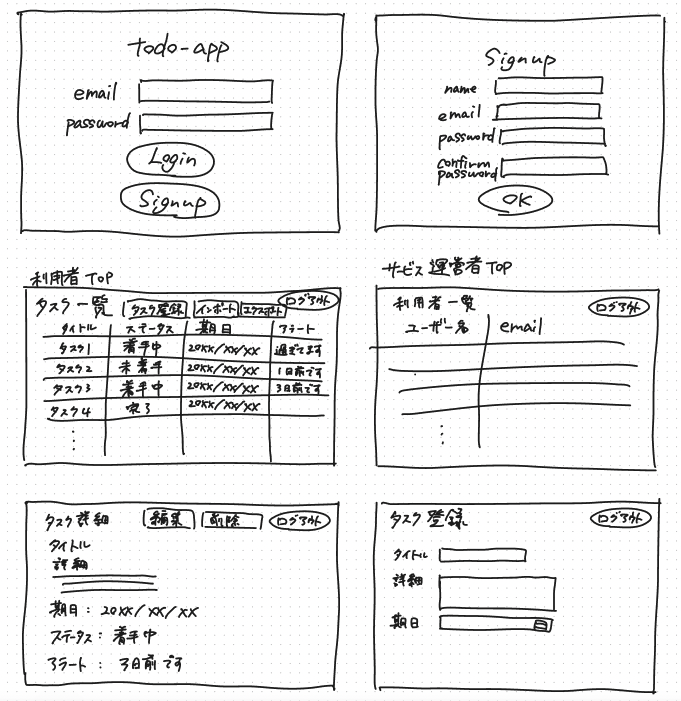 todo-app
email
password
Login
Signup
Signup
name
email
password
confirm
password
OK
利用者 TOP
タスク一覧 タスク登録 インポート エクスポート ログアウト
タイトル ステータス 期日 アラート
タスク1 着手中 20XX/XX/XX 過ぎてます
タスク2 未着手 20XX/XX/XX 1日前です
タスク3 着手中 20XX/XX/XX 3日前です
タスク4 完了 20XX/XX/XX
サービス運営者 TOP
利用者一覧 ログアウト
ユーザー名 email
タスク詳細 編集 削除 ログアウト
タイトル
詳細
期日: 20XX/XX/XX
ステータス: 着手中
アラート: 3日前です
タスク登録 ログアウト
タイトル
詳細
期日